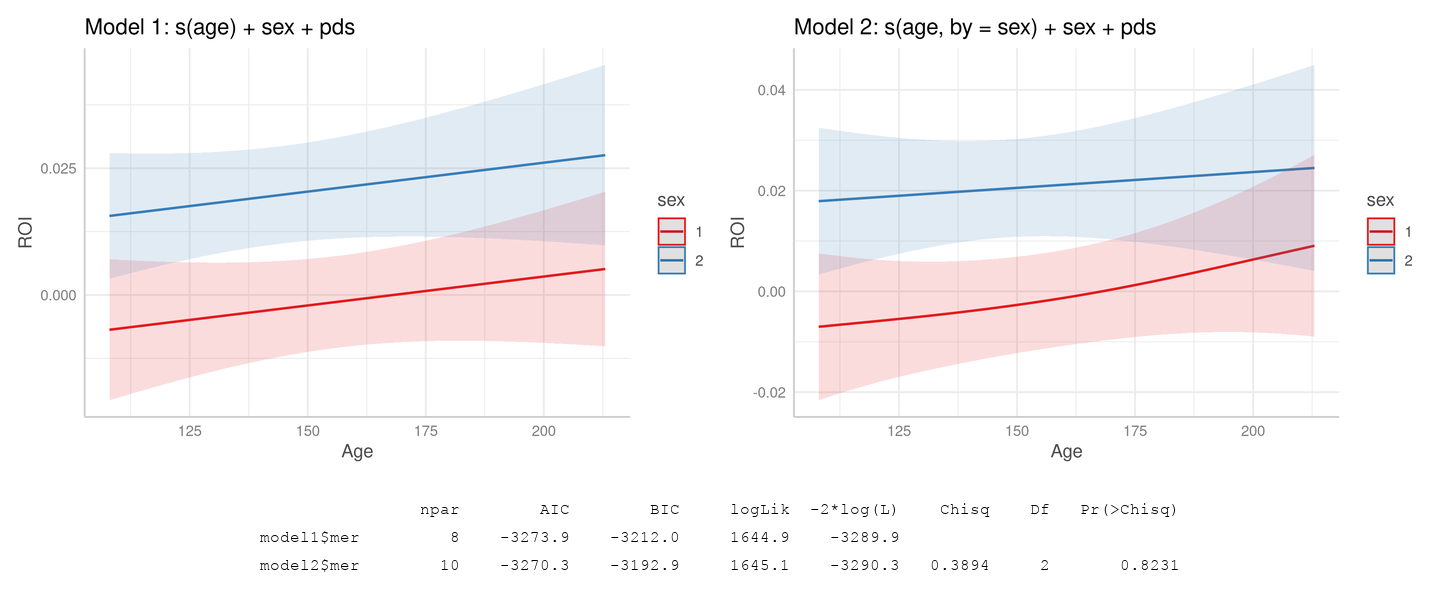 Model 1: s(age) + sex + pds
ROI
0.025
0.000
125 150 175 200
Age
sex
1
2
Model 2: s(age, by = sex) + sex + pds
ROI
0.04
0.02
0.00
-0.02
125 150 175 200
Age
sex
1
2
npar AIC BIC logLik -2*log(L) Chisq Df Pr(>Chisq)
model1$mer 8 -3273.9 -3212.0 1644.9 -3289.9
model2$mer 10 -3270.3 -3192.9 1645.1 -3290.3 0.3894 2 0.8231